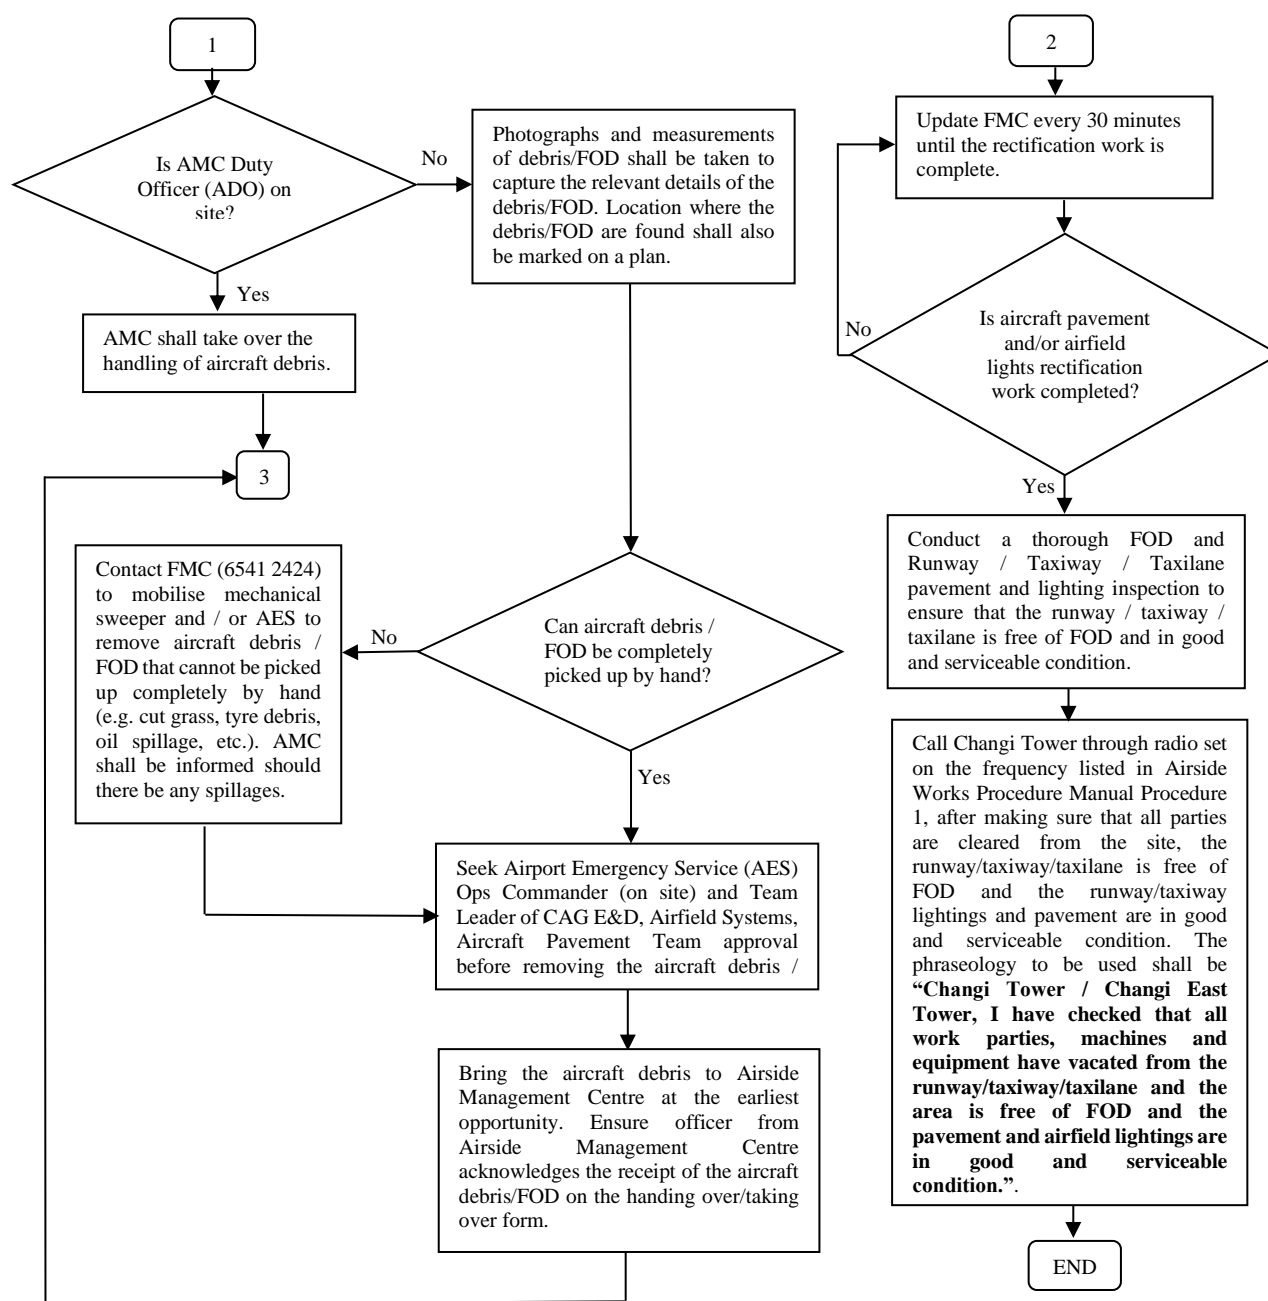 1
Is AMC Duty
Officer (ADO) on
site?
No
Yes
Photographs and measurements
of debris/FOD shall be taken to
capture the relevant details of the
debris/FOD. Location where the
debris/FOD are found shall also
be marked on a plan.
AMC shall take over the
handling of aircraft debris.
3
Contact FMC (6541 2424)
to mobilise mechanical
sweeper and / or AES to
remove aircraft debris /
FOD that cannot be picked
up completely by hand
(e.g. cut grass, tyre debris,
oil spillage, etc.). AMC
shall be informed should
there be any spillages.
No
Can aircraft debris /
FOD be completely
picked up by hand?
Yes
Seek Airport Emergency Service (AES)
Ops Commander (on site) and Team
Leader of CAG E&D, Airfield Systems,
Aircraft Pavement Team approval
before removing the aircraft debris /
Bring the aircraft debris to Airside
Management Centre at the earliest
opportunity. Ensure officer from
Airside Management Centre
acknowledges the receipt of the aircraft
debris/FOD on the handing over/taking
over form.
2
Update FMC every 30 minutes
until the rectification work is
complete.
No
Is aircraft pavement
and/or airfield
lights rectification
work completed?
Yes
Conduct a thorough FOD and
Runway / Taxiway / Taxilane
pavement and lighting inspection to
ensure that the runway / taxiway /
taxilane is free of FOD and in good
and serviceable condition.
Call Changi Tower through radio set
on the frequency listed in Airside
Works Procedure Manual Procedure
1, after making sure that all parties
are cleared from the site, the
runway/taxiway/taxilane is free of
FOD and the runway/taxiway
lightings and pavement are in good
and serviceable condition. The
phraseology to be used shall be
“Changi Tower / Changi East
Tower, I have checked that all
work parties, machines and
equipment have vacated from the
runway/taxiway/taxilane and the
area is free of FOD and the
pavement and airfield lightings are
in good and serviceable
condition.”.
END